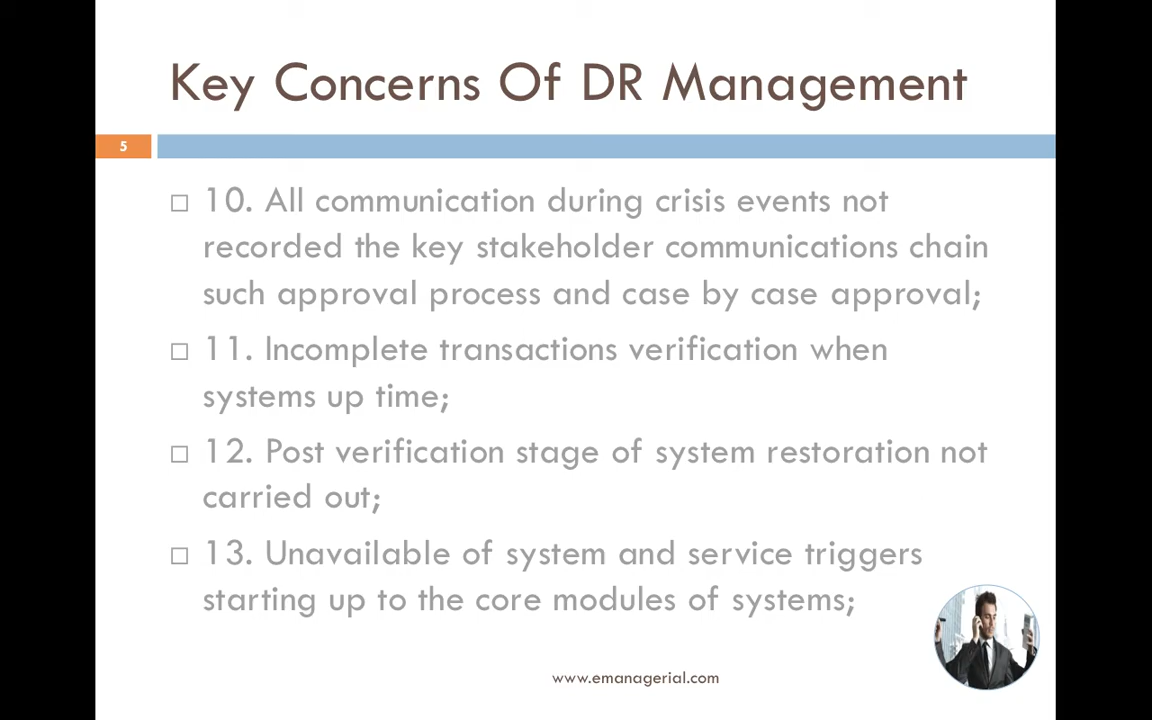 Key Concerns Of DR Management
5
10. All communication during crisis events not
recorded the key stakeholder communications chain
such approval process and case by case approval;
11. Incomplete transactions verification when
systems up time;
12. Post verification stage of system restoration not
carried out;
13. Unavailable of system and service triggers
starting up to the core modules of systems;
www.emanagerial.com